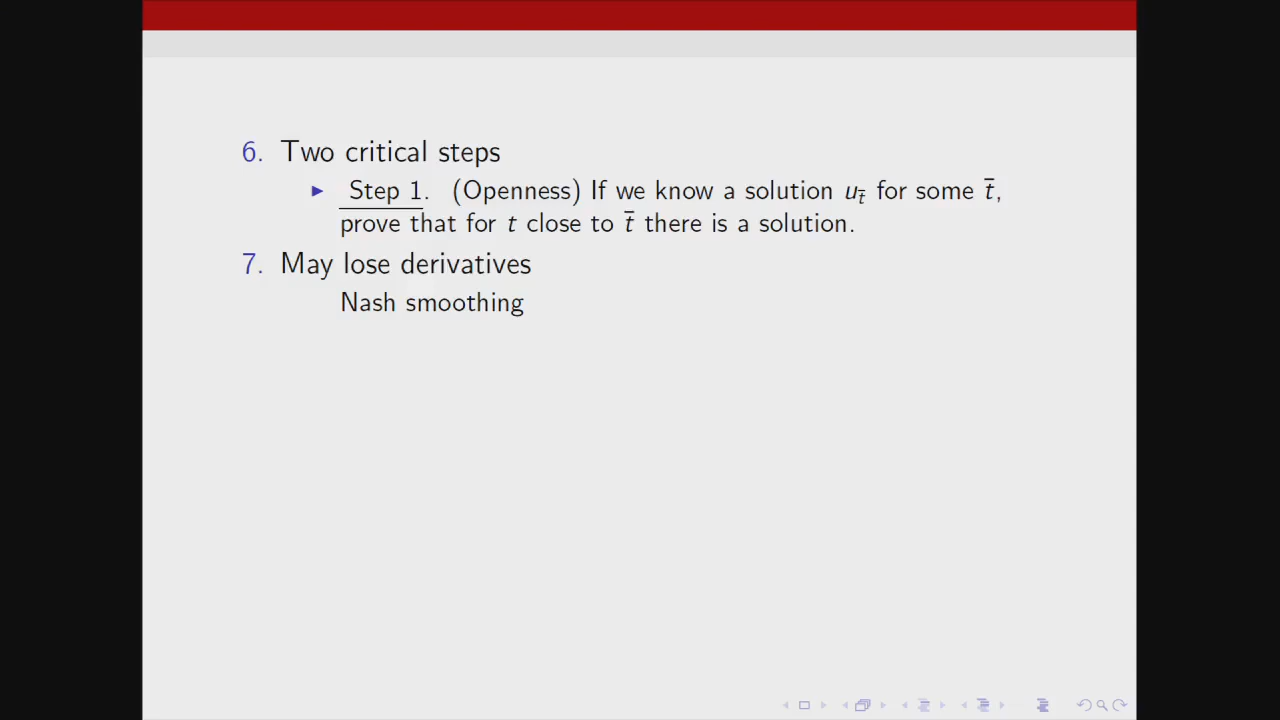 6. Two critical steps
▶ Step 1. (Openness) If we know a solution u_t̄ for some t̄,
prove that for t close to t̄ there is a solution.
7. May lose derivatives
Nash smoothing